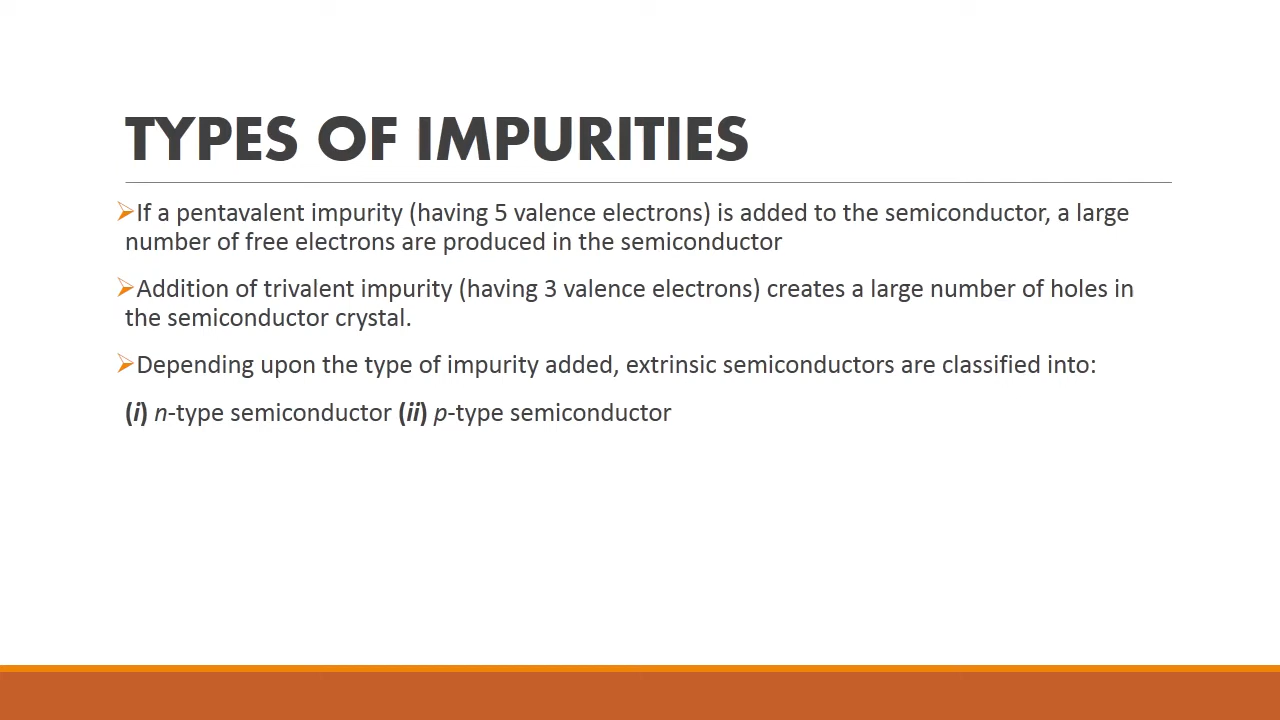 TYPES OF IMPURITIES
➢If a pentavalent impurity (having 5 valence electrons) is added to the semiconductor, a large
number of free electrons are produced in the semiconductor
➢Addition of trivalent impurity (having 3 valence electrons) creates a large number of holes in
the semiconductor crystal.
➢Depending upon the type of impurity added, extrinsic semiconductors are classified into:
(i) n-type semiconductor (ii) p-type semiconductor